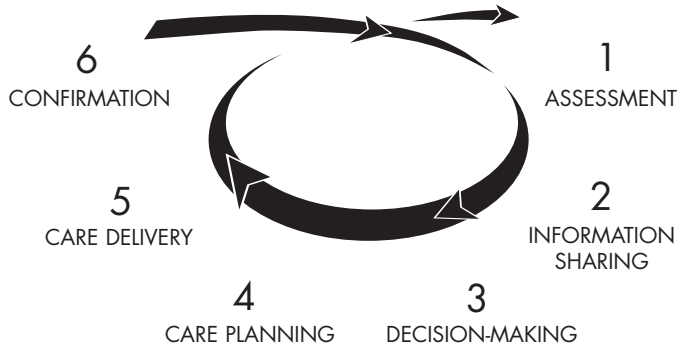 6
CONFIRMATION
1
ASSESSMENT
5
CARE DELIVERY
2
INFORMATION
SHARING
4
CARE PLANNING
3
DECISION-MAKING